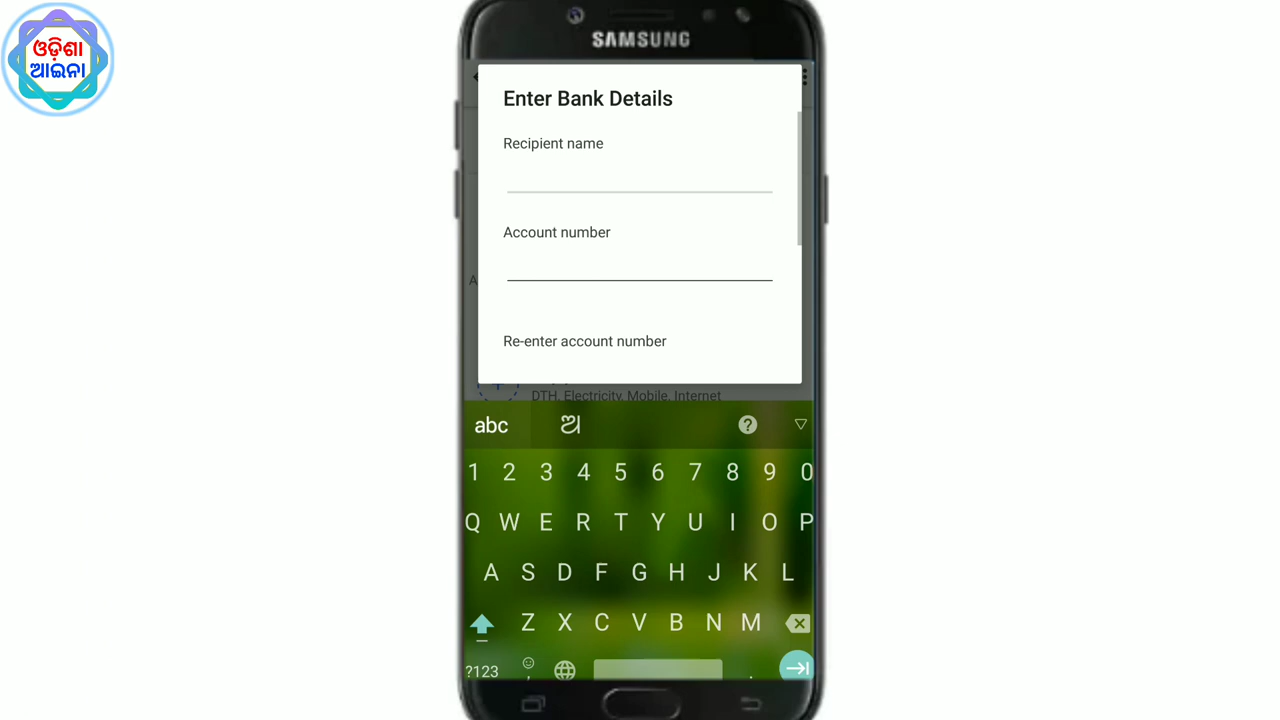 ଓଡ଼ିଶା
ଆଇନା
SAMSUNG
Enter Bank Details
Recipient name
Account number
A
Re-enter account number
DTH, Electricity, Mobile, Internet
abc ଅ ?
1 2 3 4 5 6 7 8 9 0
Q W E R T Y U I O P
A S D F G H J K L
Z X C V B N M
?123 , .